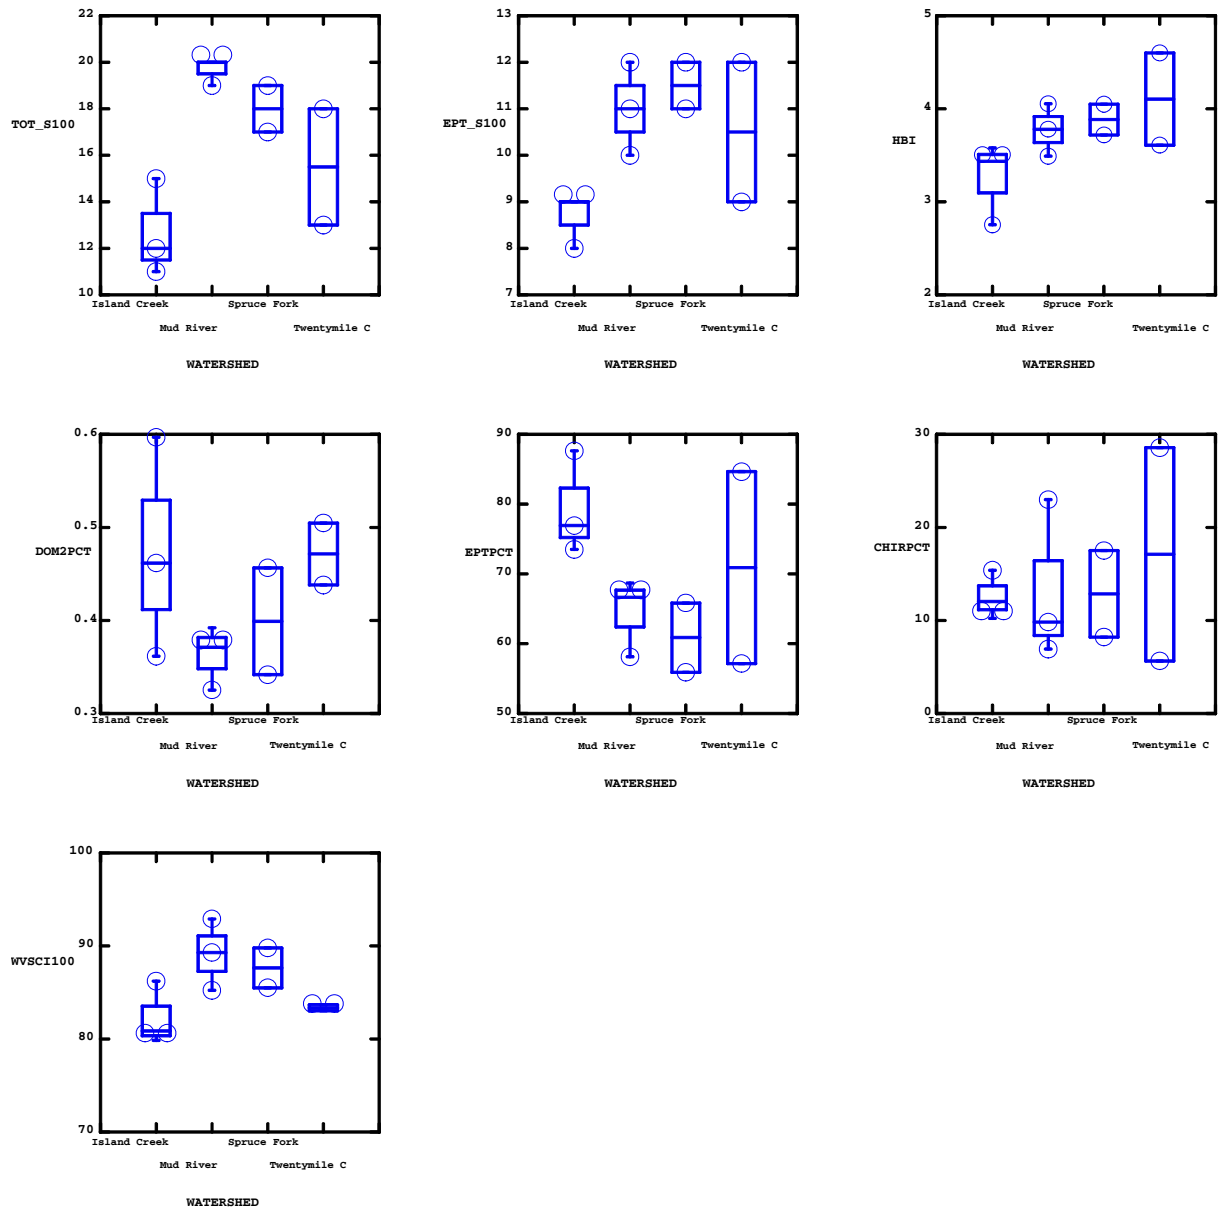 22
20
18
TOT_S100
16
14
12
10
Island Creek Spruce Fork
Mud River Twentymile C
WATERSHED
13
12
11
EPT_S100
10
9
8
7
Island Creek Spruce Fork
Mud River Twentymile C
WATERSHED
5
4
HBI
3
2
Island Creek Spruce Fork
Mud River Twentymile C
WATERSHED
0.6
0.5
DOM2PCT
0.4
0.3
Island Creek Spruce Fork
Mud River Twentymile C
WATERSHED
90
80
EPTPCT
70
60
50
Island Creek Spruce Fork
Mud River Twentymile C
WATERSHED
30
20
CHIRPCT
10
0
Island Creek Spruce Fork
Mud River Twentymile C
WATERSHED
100
90
WVSCI100
80
70
Island Creek Spruce Fork
Mud River Twentymile C
WATERSHED